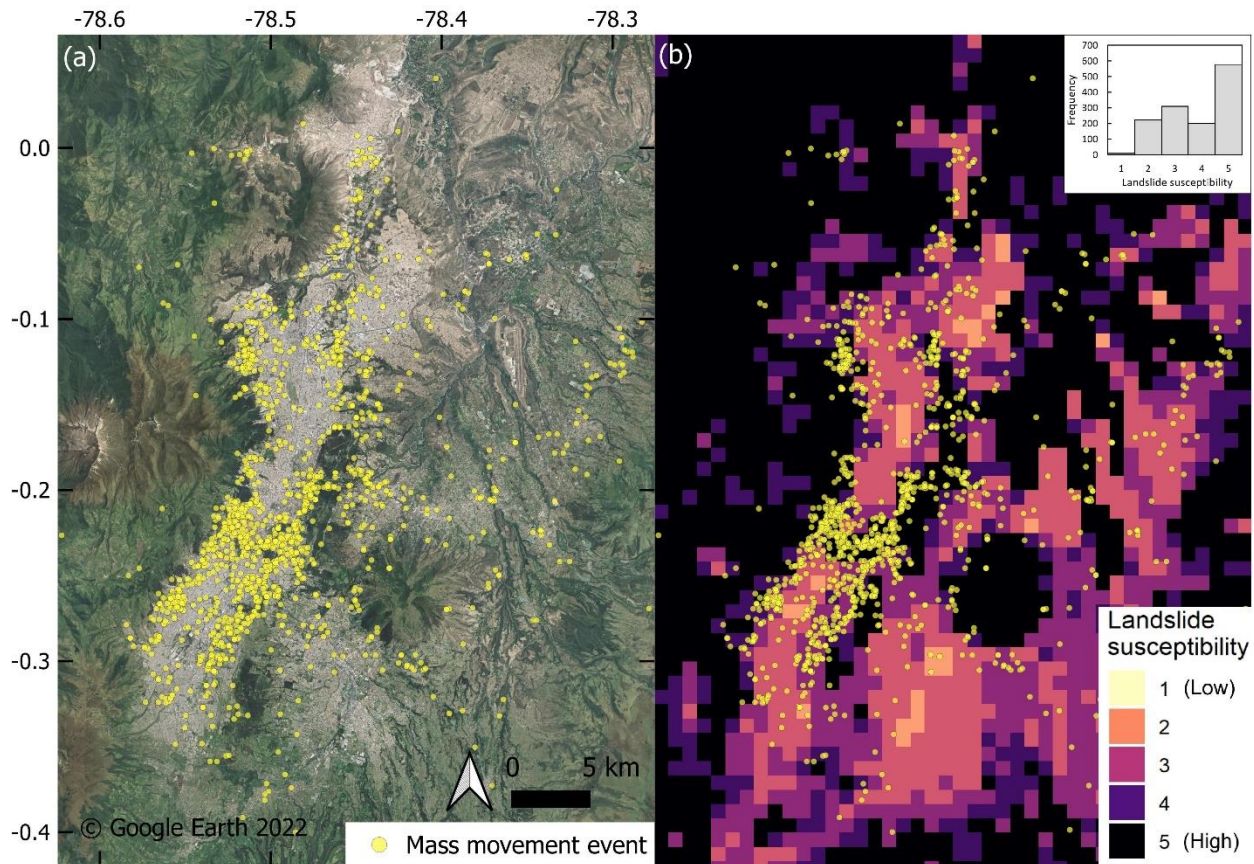 -78.6 -78.5 -78.4 -78.3
(a)
0.0
-0.1
-0.2
-0.3
-0.4
0 5 km
© Google Earth 2022
Mass movement event
(b)
700
600
500
400
300
200
100
0
Frequency
1 2 3 4 5
Landslide susceptibility
Landslide
susceptibility
1 (Low)
2
3
4
5 (High)